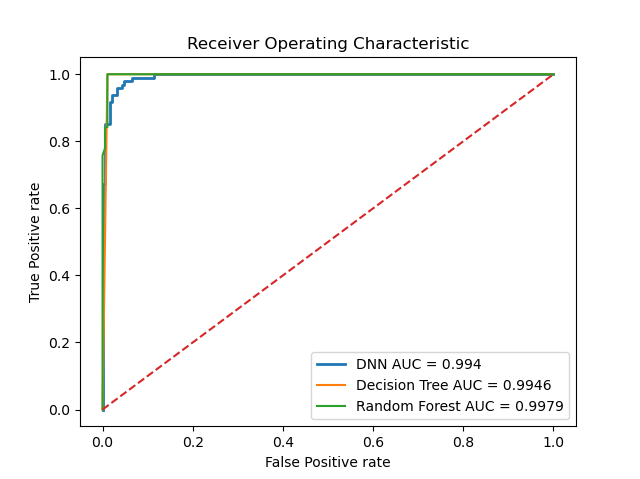 Receiver Operating Characteristic
True Positive rate
1.0
0.8
0.6
0.4
0.2
0.0
DNN AUC = 0.994
Decision Tree AUC = 0.9946
Random Forest AUC = 0.9979
0.0 0.2 0.4 0.6 0.8 1.0
False Positive rate